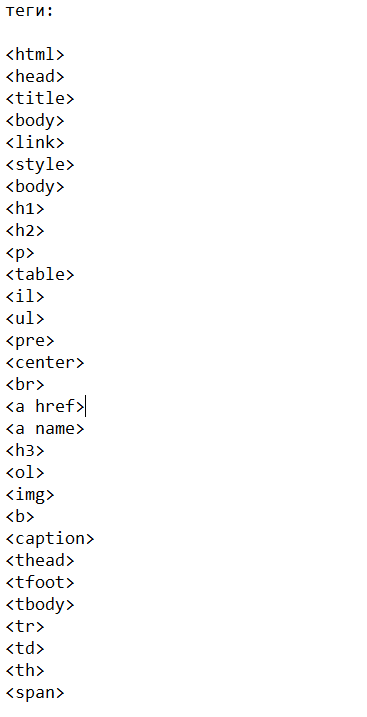 теги:
<html>
<head>
<title>
<body>
<link>
<style>
<body>
<h1>
<h2>
<p>
<table>
<il>
<ul>
<pre>
<center>
<br>
<a href>
<a name>
<h3>
<ol>
<img>
<b>
<caption>
<thead>
<tfoot>
<tbody>
<tr>
<td>
<th>
<span>